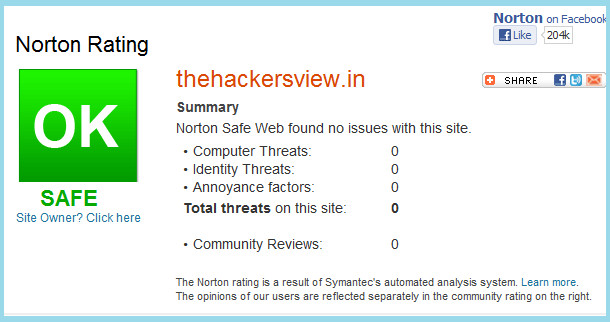 Norton on Facebook
Like 204k
Norton Rating
OK
SAFE
Site Owner? Click here
thehackersview.in
SHARE
Summary
Norton Safe Web found no issues with this site.
• Computer Threats: 0
• Identity Threats: 0
• Annoyance factors: 0
Total threats on this site: 0
• Community Reviews: 0
The Norton rating is a result of Symantec's automated analysis system. Learn more.
The opinions of our users are reflected separately in the community rating on the right.